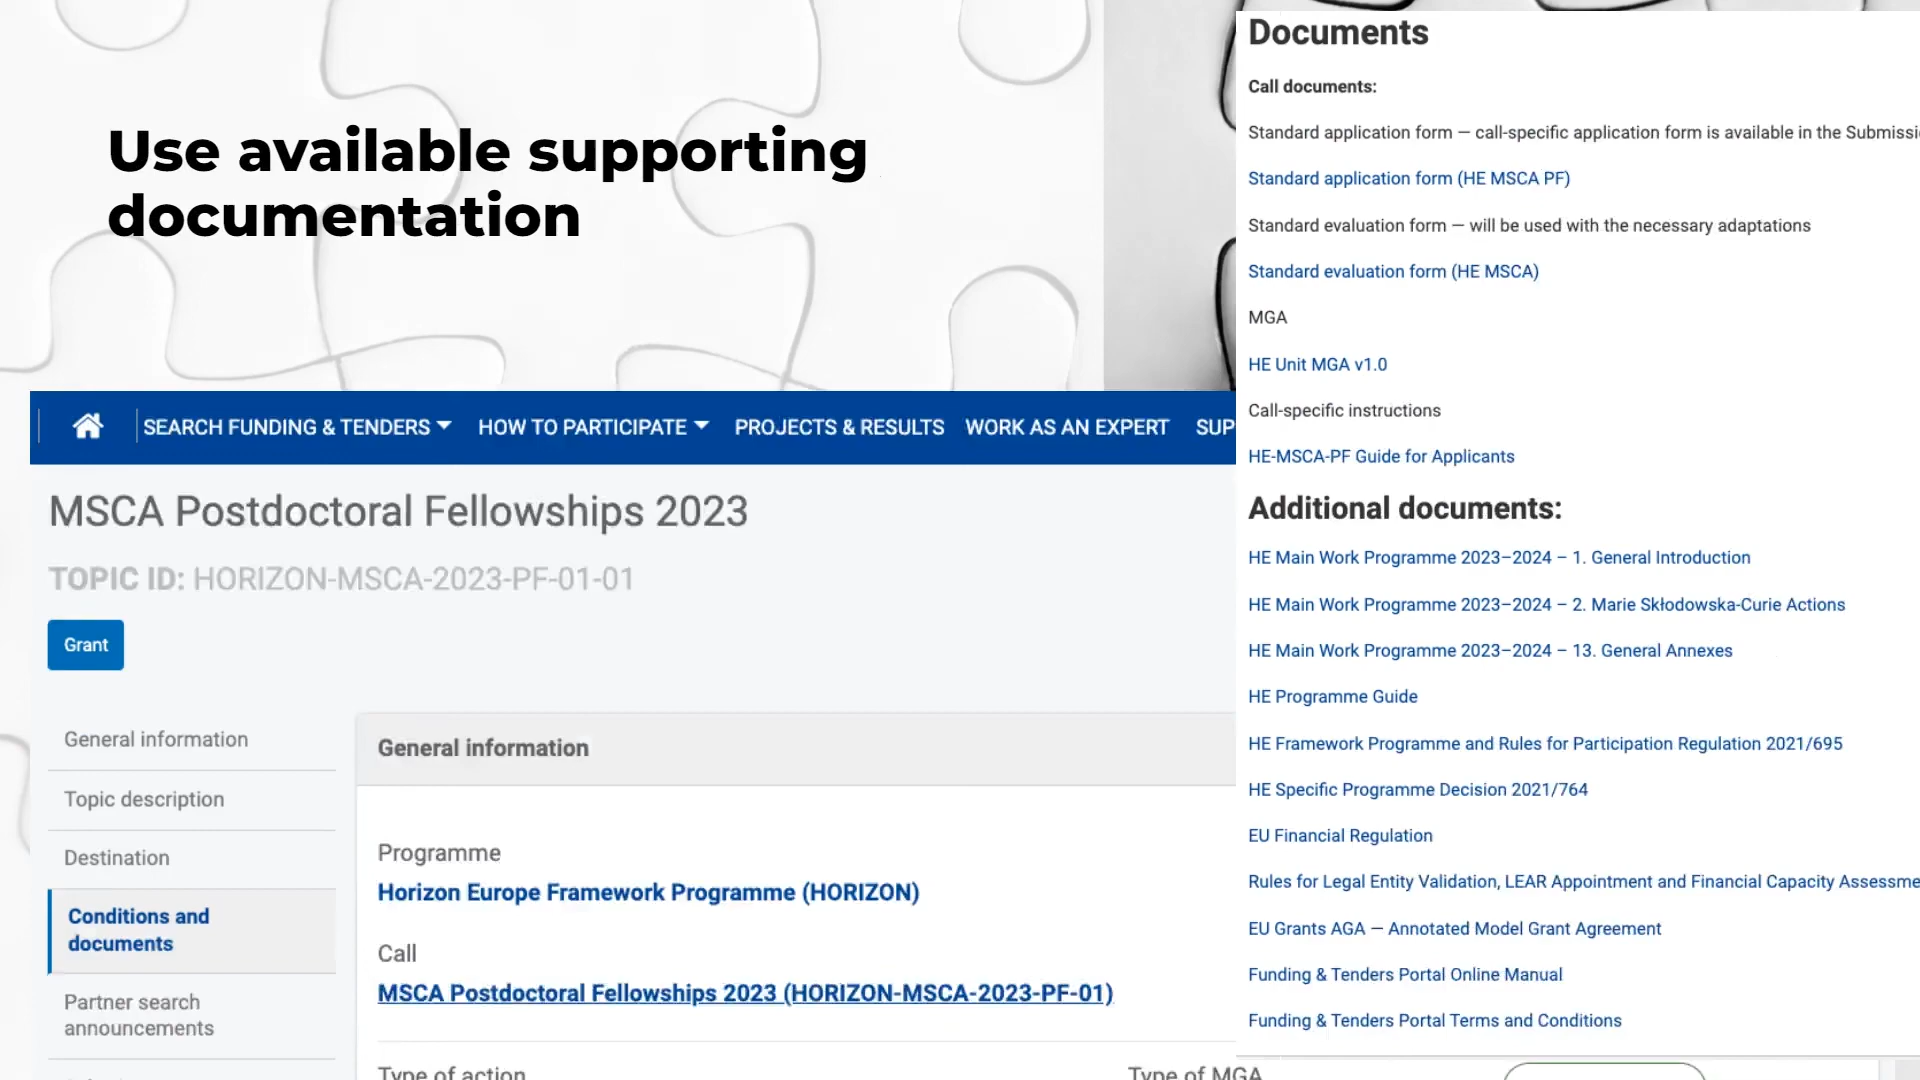 Use available supporting
documentation
SEARCH FUNDING & TENDERS
HOW TO PARTICIPATE
PROJECTS & RESULTS
WORK AS AN EXPERT
SUP
MSCA Postdoctoral Fellowships 2023
TOPIC ID: HORIZON-MSCA-2023-PF-01-01
Grant
General information
Topic description
Destination
Conditions and
documents
Partner search
announcements
General information
Programme
Horizon Europe Framework Programme (HORIZON)
Call
MSCA Postdoctoral Fellowships 2023 (HORIZON-MSCA-2023-PF-01)
Type of action
Type of MGA
Documents
Call documents:
Standard application form — call-specific application form is available in the Submissi
Standard application form (HE MSCA PF)
Standard evaluation form — will be used with the necessary adaptations
Standard evaluation form (HE MSCA)
MGA
HE Unit MGA v1.0
Call-specific instructions
HE-MSCA-PF Guide for Applicants
Additional documents:
HE Main Work Programme 2023–2024 – 1. General Introduction
HE Main Work Programme 2023–2024 – 2. Marie Skłodowska-Curie Actions
HE Main Work Programme 2023–2024 – 13. General Annexes
HE Programme Guide
HE Framework Programme and Rules for Participation Regulation 2021/695
HE Specific Programme Decision 2021/764
EU Financial Regulation
Rules for Legal Entity Validation, LEAR Appointment and Financial Capacity Assessme
EU Grants AGA — Annotated Model Grant Agreement
Funding & Tenders Portal Online Manual
Funding & Tenders Portal Terms and Conditions